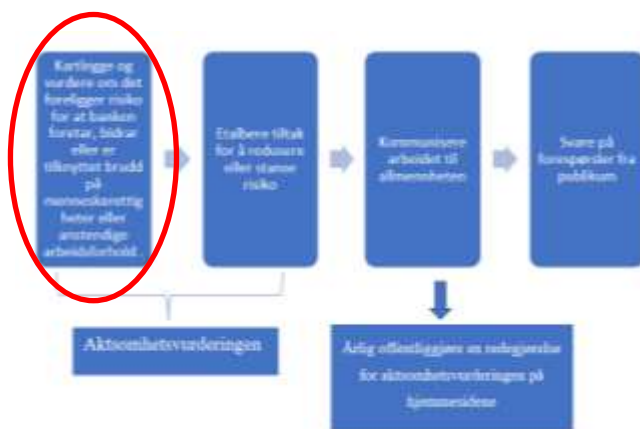 Kartlegge og
vurdere om det
foreligger risiko
for at banken
foretar, bidrar
eller er
tilknyttet brudd
på
menneskerettig
heter eller
anstendige
arbeidsforhold.
Etalbere tiltak
for å redusere
eller stanse
risiko
Kommunisere
arbeidet til
allmennheten
Svare på
forespørsler fra
publikum
Aktsomhetsvurderingen
Årlig offentliggjøre en redegjørelse
for aktsomhetsvurderingen på
hjemmesidene